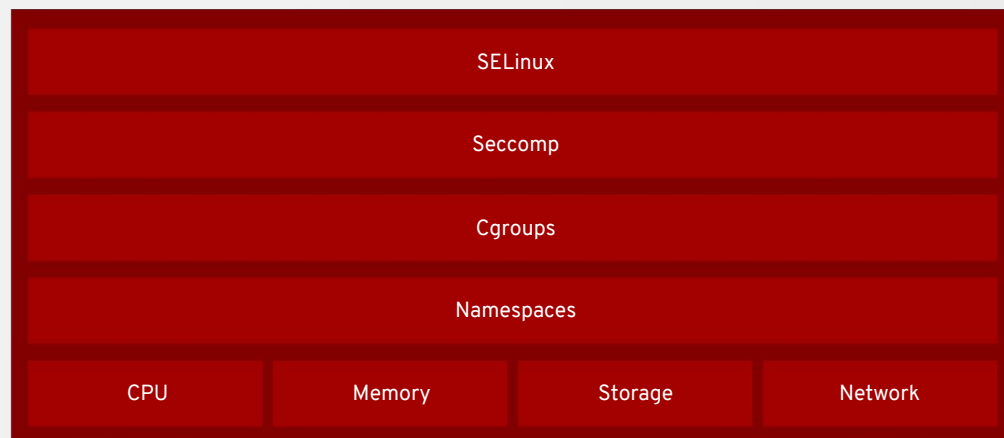 SELinux
Seccomp
Cgroups
Namespaces
CPU Memory Storage Network